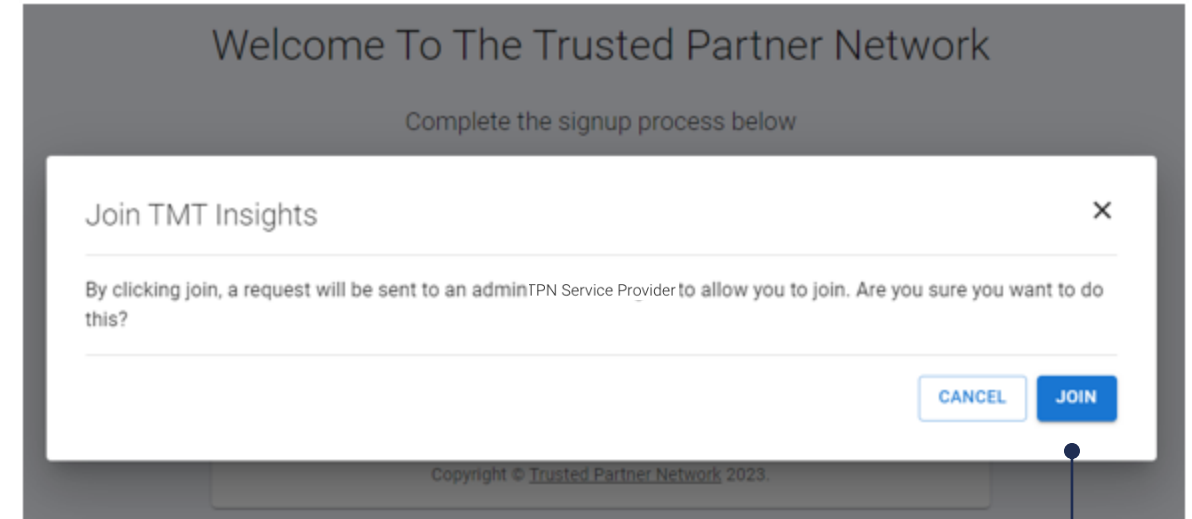 Welcome To The Trusted Partner Network
Complete the signup process below
Join TMT Insights
By clicking join, a request will be sent to an adminTPN Service Provider to allow you to join. Are you sure you want to do
this?
CANCEL
JOIN
Copyright © Trusted Partner Network 2023.